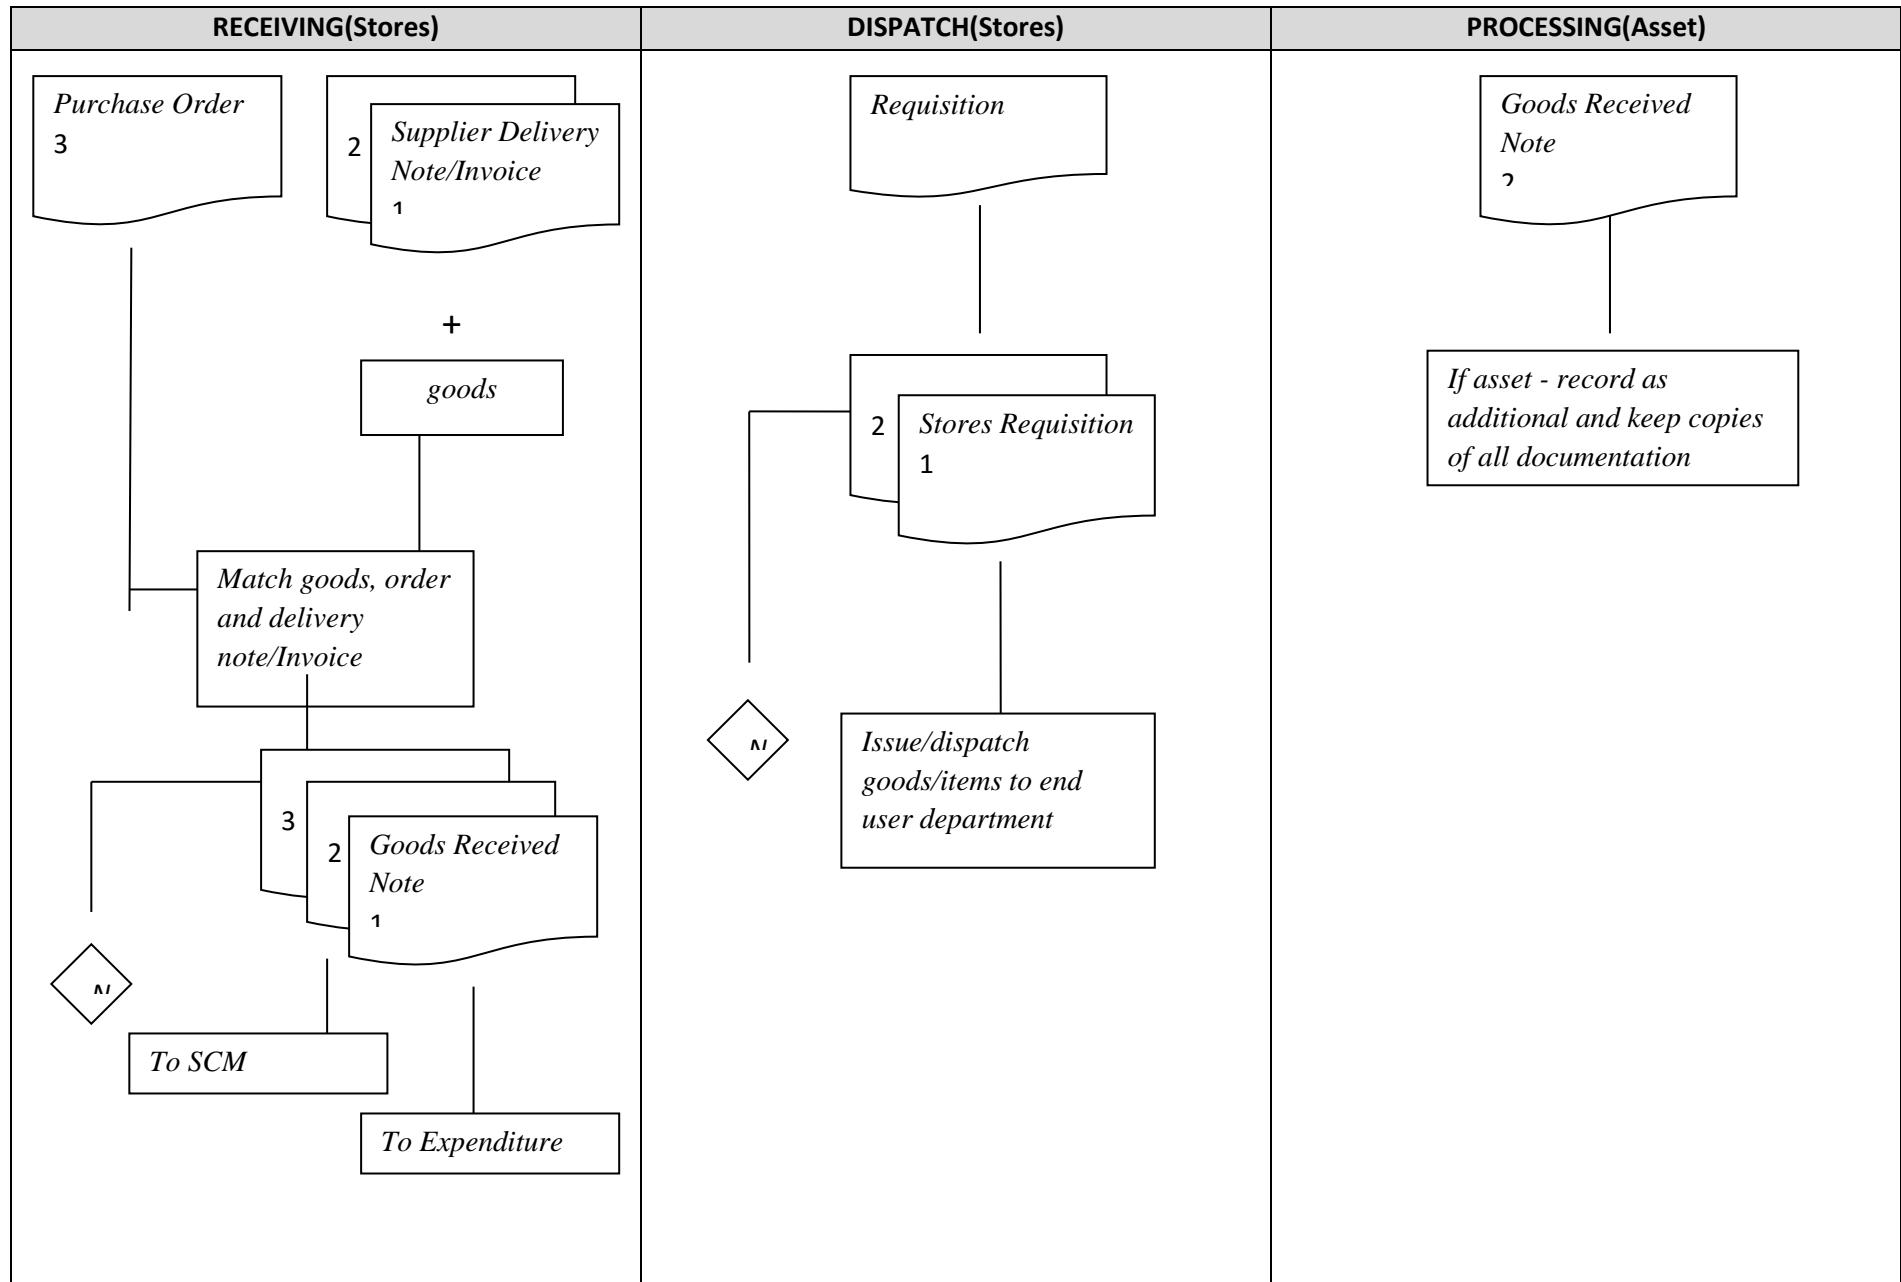 RECEIVING(Stores)
DISPATCH(Stores)
PROCESSING(Asset)
Purchase Order
3
2
Supplier Delivery
Note/Invoice
1
+
goods
Match goods, order
and delivery
note/Invoice
3
2
Goods Received
Note
1
To SCM
To Expenditure
Requisition
2
Stores Requisition
1
Issue/dispatch
goods/items to end
user department
Goods Received
Note
2
If asset - record as
additional and keep copies
of all documentation